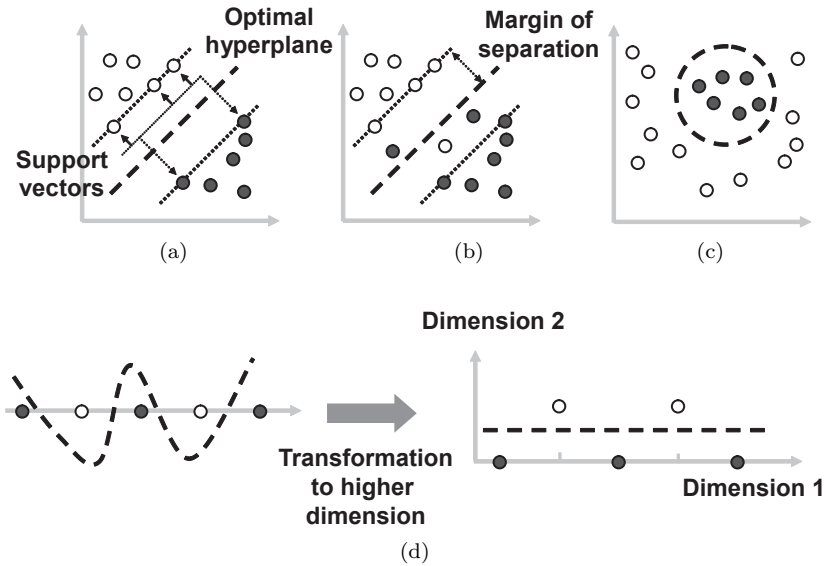 Optimal
hyperplane
Support
vectors
(a)
Margin of
separation
(b)
(c)
Dimension 2
Transformation
to higher
dimension
Dimension 1
(d)